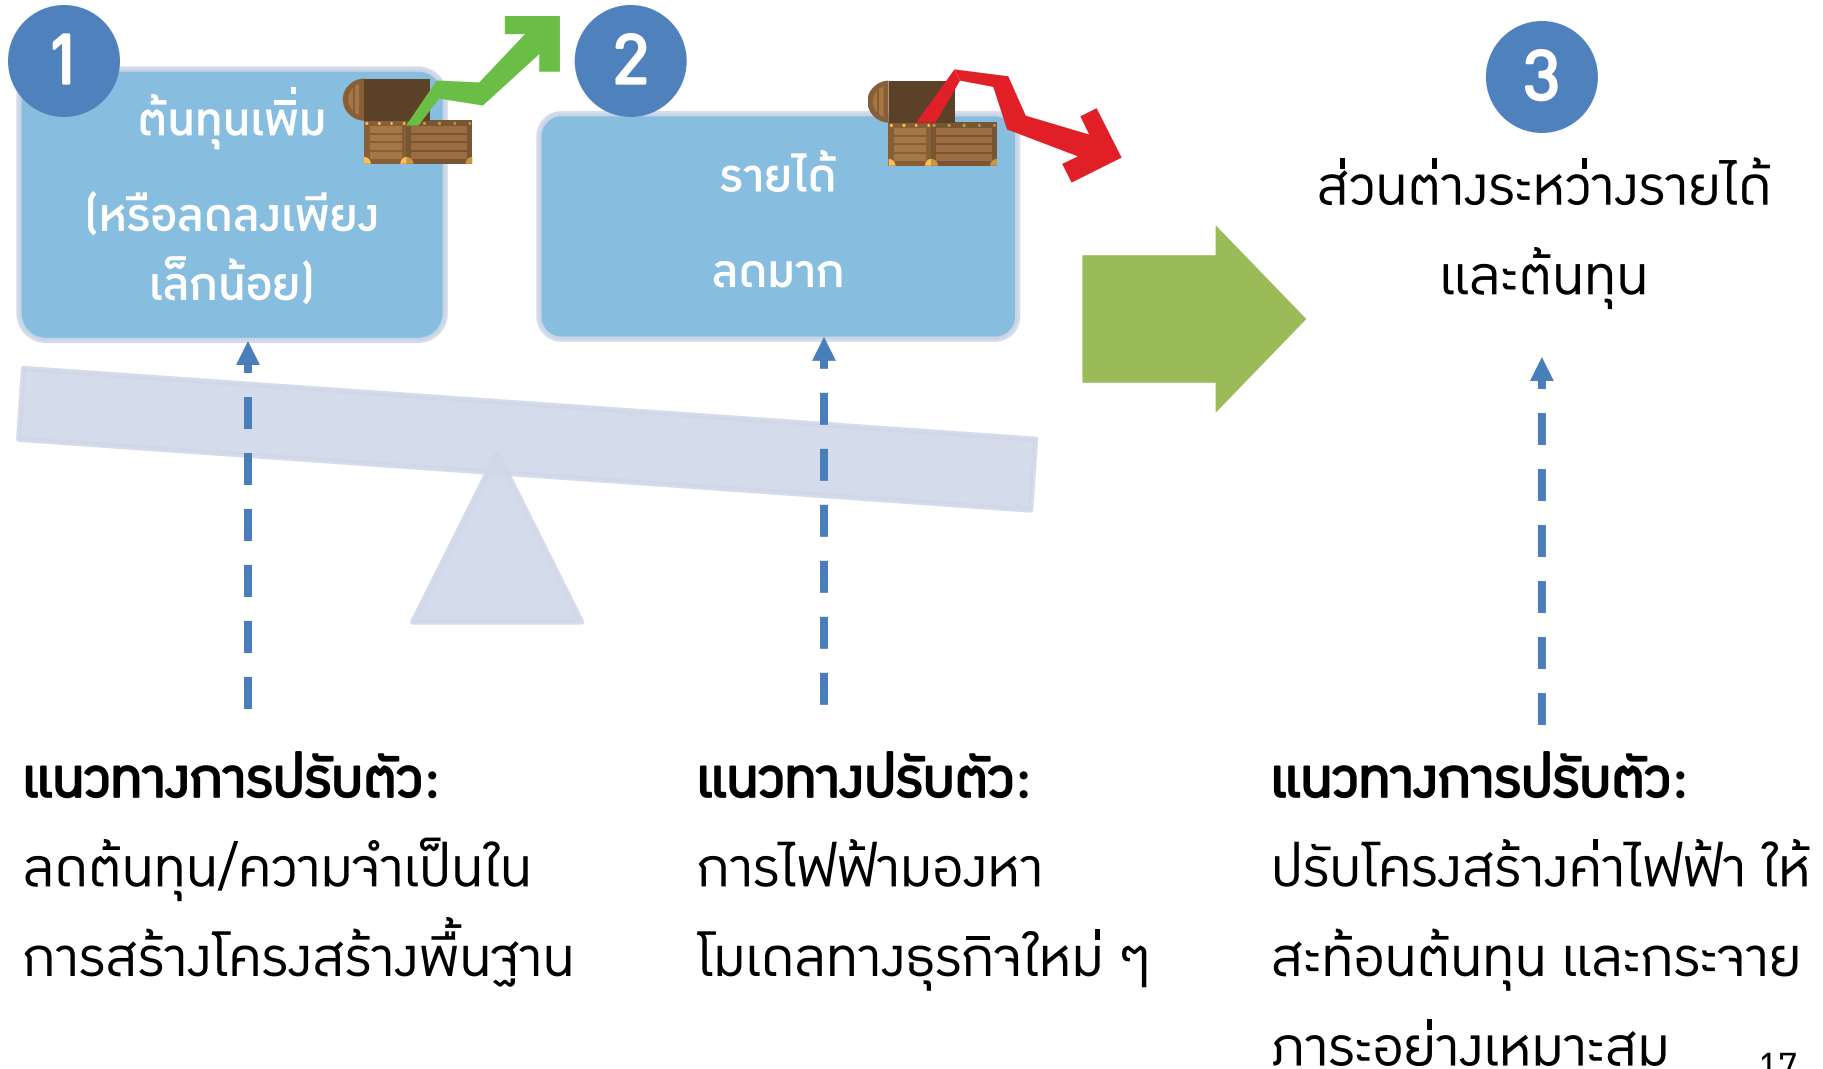 1
ต้นทุนเพิ่ม
(หรือลดลงเพียง
เล็กน้อย)
2
รายได้
ลดมาก
3
ส่วนต่างระหว่างรายได้
และต้นทุน
แนวทางการปรับตัว:
ลดต้นทุน/ความจำเป็นใน
การสร้างโครงสร้างพื้นฐาน
แนวทางปรับตัว:
การไฟฟ้ามองหา
โมเดลทางธุรกิจใหม่ ๆ
แนวทางการปรับตัว:
ปรับโครงสร้างค่าไฟฟ้า ให้
สะท้อนต้นทุน และกระจาย
ภาระอย่างเหมาะสม
17